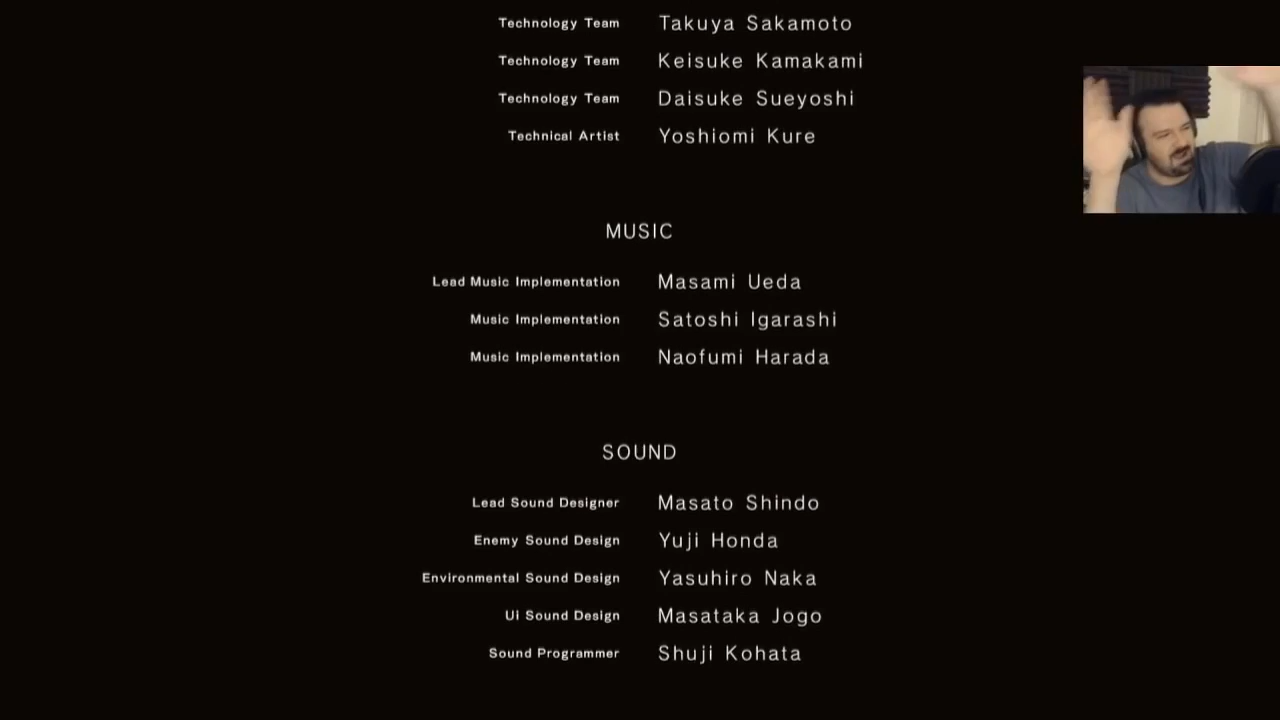 Technology Team Takuya Sakamoto
Technology Team Keisuke Kamakami
Technology Team Daisuke Sueyoshi
Technical Artist Yoshiomi Kure
MUSIC
Lead Music Implementation Masami Ueda
Music Implementation Satoshi Igarashi
Music Implementation Naofumi Harada
SOUND
Lead Sound Designer Masato Shindo
Enemy Sound Design Yuji Honda
Environmental Sound Design Yasuhiro Naka
Ui Sound Design Masataka Jogo
Sound Programmer Shuji Kohata